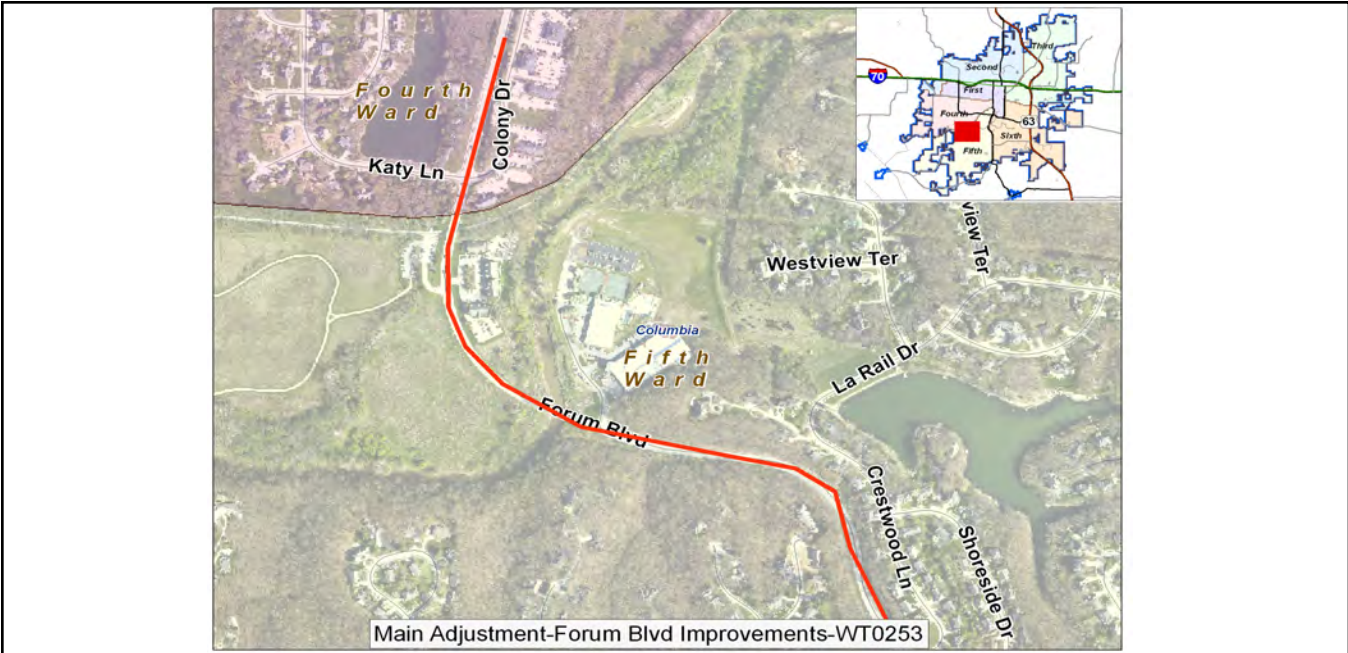 Fourth
Ward
Katy Ln
Colony Dr
Second
Third
First
70
Fourth
63
Sixth
Fifth
view Ter
Westview Ter
Columbia
Fifth
Ward
La Rail Dr
Forum Blvd
Crestwood Ln
Shoreside Dr
Main Adjustment-Forum Blvd Improvements-WT0253